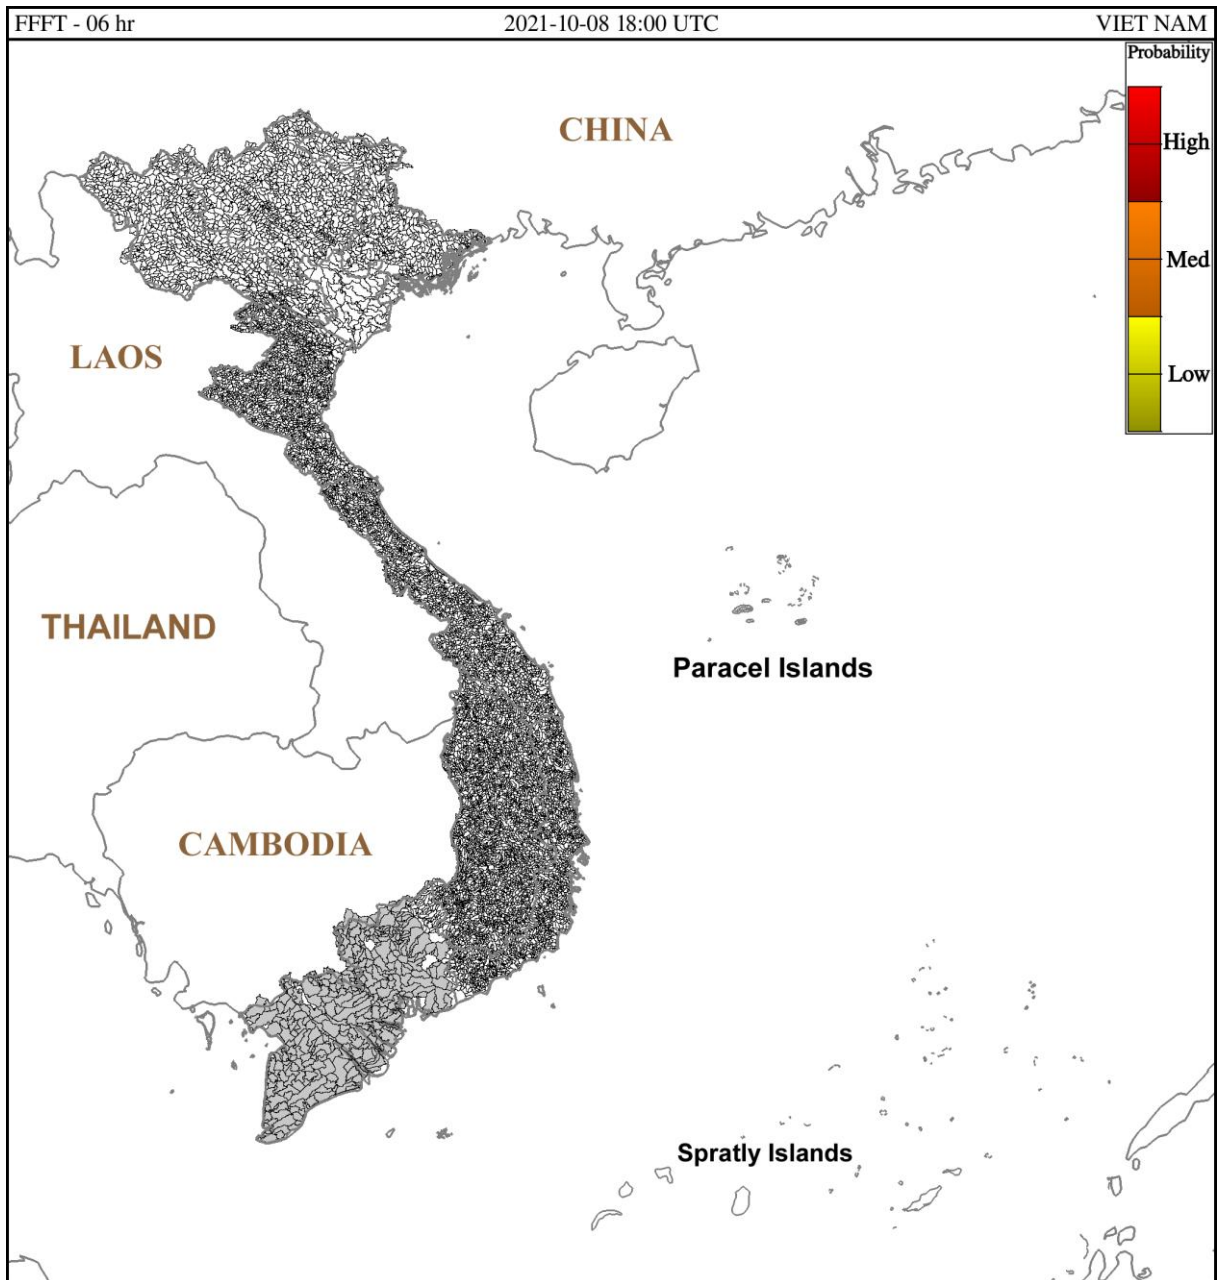 FFFT - 06 hr 2021-10-08 18:00 UTC VIET NAM
Probability
CHINA
High
Med
LAOS
Low
THAILAND
Paracel Islands
CAMBODIA
Spratly Islands